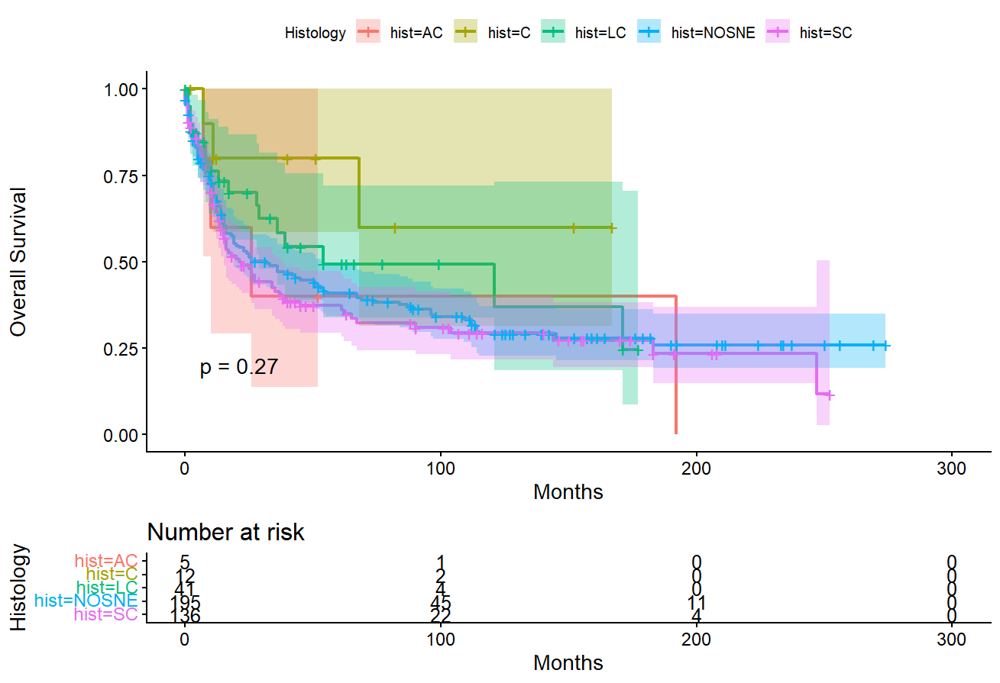 Histology hist=AC hist=C hist=LC hist=NOSNE hist=SC
Overall Survival
1.00
0.75
0.50
0.25
0.00
p = 0.27
0 100 200 300
Months
Number at risk
Histology
hist=AC 5 1 0 0
hist=C 12 2 0 0
hist=LC 41 4 0 0
hist=NOSNE 195 45 11 0
hist=SC 136 22 4 0
0 100 200 300
Months